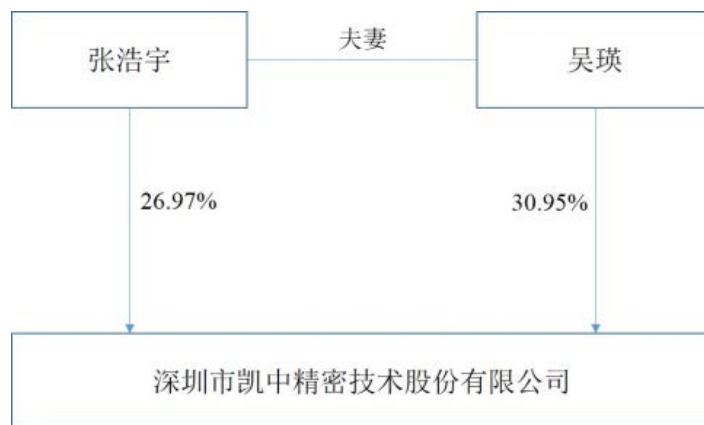 夫妻
张浩宇
吴瑛
26.97%
30.95%
深圳市凯中精密技术股份有限公司